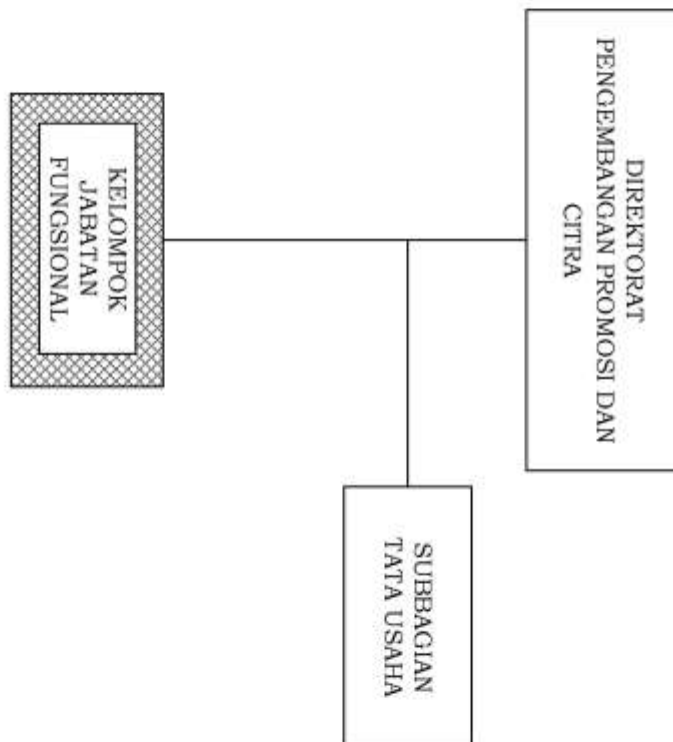 DIREKTORAT
PENGEMBANGAN PROMOSI DAN
CITRA
SUBBAGIAN
TATA USAHA
KELOMPOK
JABATAN
FUNGSIONAL